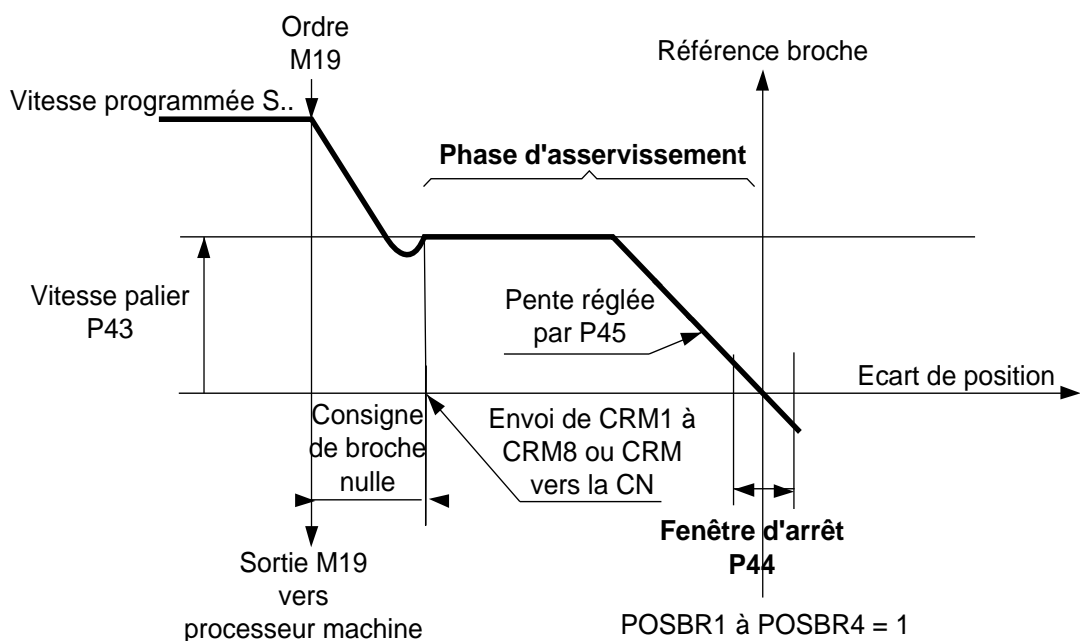 Ordre
M19
Référence broche
Vitesse programmée S..
Phase d'asservissement
Vitesse palier
P43
Pente réglée
par P45
Ecart de position
Consigne
de broche
nulle
Envoi de CRM1 à
CRM8 ou CRM
vers la CN
Fenêtre d'arrêt
P44
Sortie M19
vers
processeur machine
POSBR1 à POSBR4 = 1